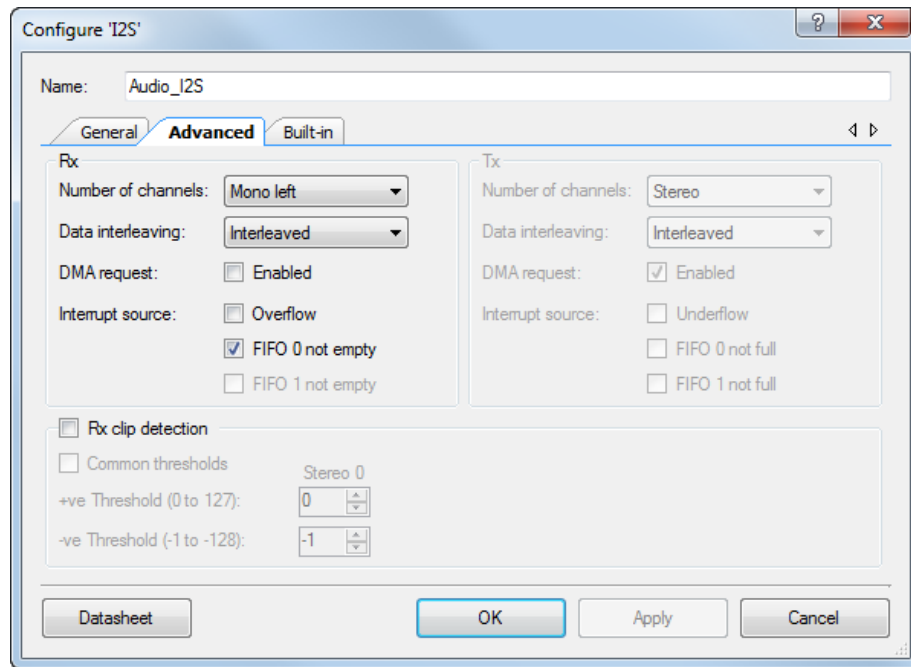 Configure 'I2S'
Name: Audio_I2S
General Advanced Built-in
Rx
Number of channels: Mono left
Data interleaving: Interleaved
DMA request: Enabled
Interrupt source: Overflow
FIFO 0 not empty
FIFO 1 not empty
Tx
Number of channels: Stereo
Data interleaving: Interleaved
DMA request: Enabled
Interrupt source: Underflow
FIFO 0 not full
FIFO 1 not full
Rx clip detection
Common thresholds
Stereo 0
+ve Threshold (0 to 127): 0
-ve Threshold (-1 to -128): -1
Datasheet OK Apply Cancel